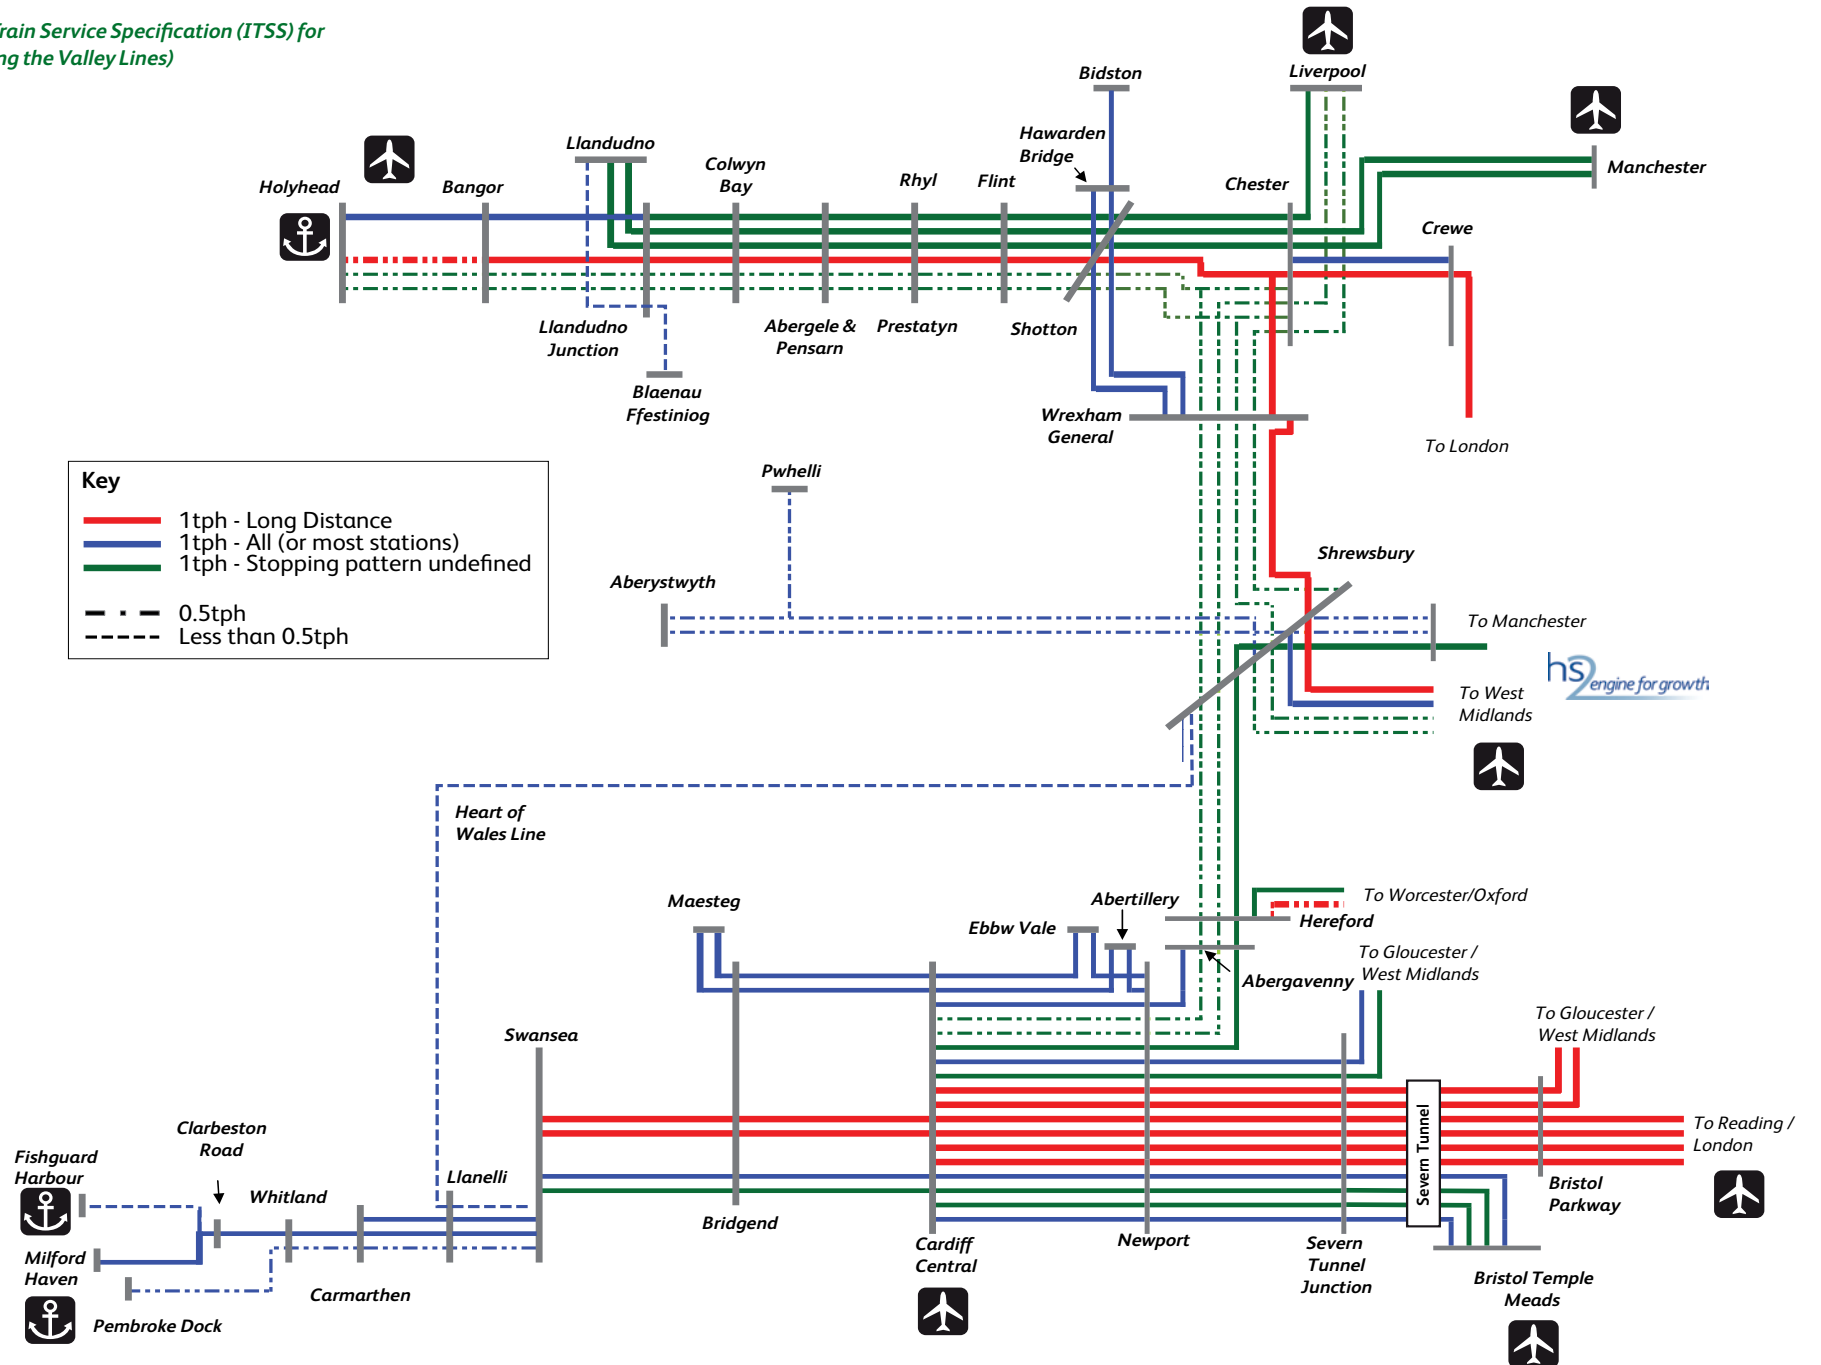 rain Service Specification (ITSS) for
ng the Valley Lines)
Liverpool
Bidston
Hawarden
Bridge
Manchester
Llandudno
Colwyn
Bay
Holyhead
Bangor
Rhyl
Flint
Chester
Crewe
Llandudno
Junction
Abergele &
Pensarn
Prestatyn
Shotton
Blaenau
Ffestiniog
Wrexham
General
To London
Key
1tph - Long Distance
1tph - All (or most stations)
1tph - Stopping pattern undefined
0.5tph
Less than 0.5tph
Pwhelli
Aberystwyth
Shrewsbury
To Manchester
hs2 engine for growth
To West
Midlands
Heart of
Wales Line
Maesteg
Ebbw Vale
Abertillery
To Worcester/Oxford
Hereford
To Gloucester /
West Midlands
Abergavenny
To Gloucester /
West Midlands
Swansea
Severn Tunnel
To Reading /
London
Clarbeston
Road
Fishguard
Harbour
Whitland
Llanelli
Bristol
Parkway
Bridgend
Milford
Haven
Carmarthen
Pembroke Dock
Cardiff
Central
Newport
Severn
Tunnel
Junction
Bristol Temple
Meads